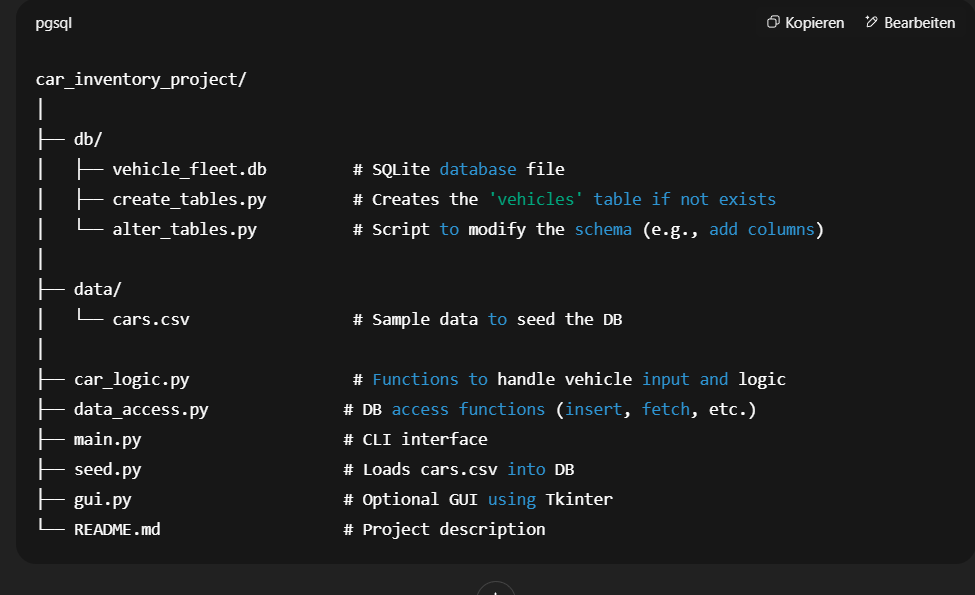 pgsql
Kopieren Bearbeiten
car_inventory_project/
│
├── db/
│   ├── vehicle_fleet.db         # SQLite database file
│   ├── create_tables.py         # Creates the 'vehicles' table if not exists
│   └── alter_tables.py          # Script to modify the schema (e.g., add columns)
│
├── data/
│   └── cars.csv                 # Sample data to seed the DB
│
├── car_logic.py                 # Functions to handle vehicle input and logic
├── data_access.py              # DB access functions (insert, fetch, etc.)
├── main.py                     # CLI interface
├── seed.py                     # Loads cars.csv into DB
├── gui.py                      # Optional GUI using Tkinter
└── README.md                   # Project description